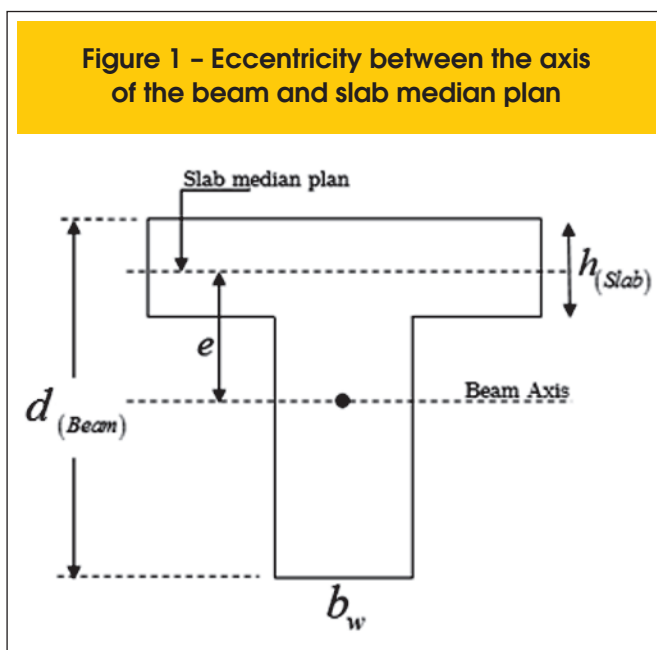 Figure 1 – Eccentricity between the axis
of the beam and slab median plan
Slab median plan
h(Slab)
e
Beam Axis
d(Beam)
bw